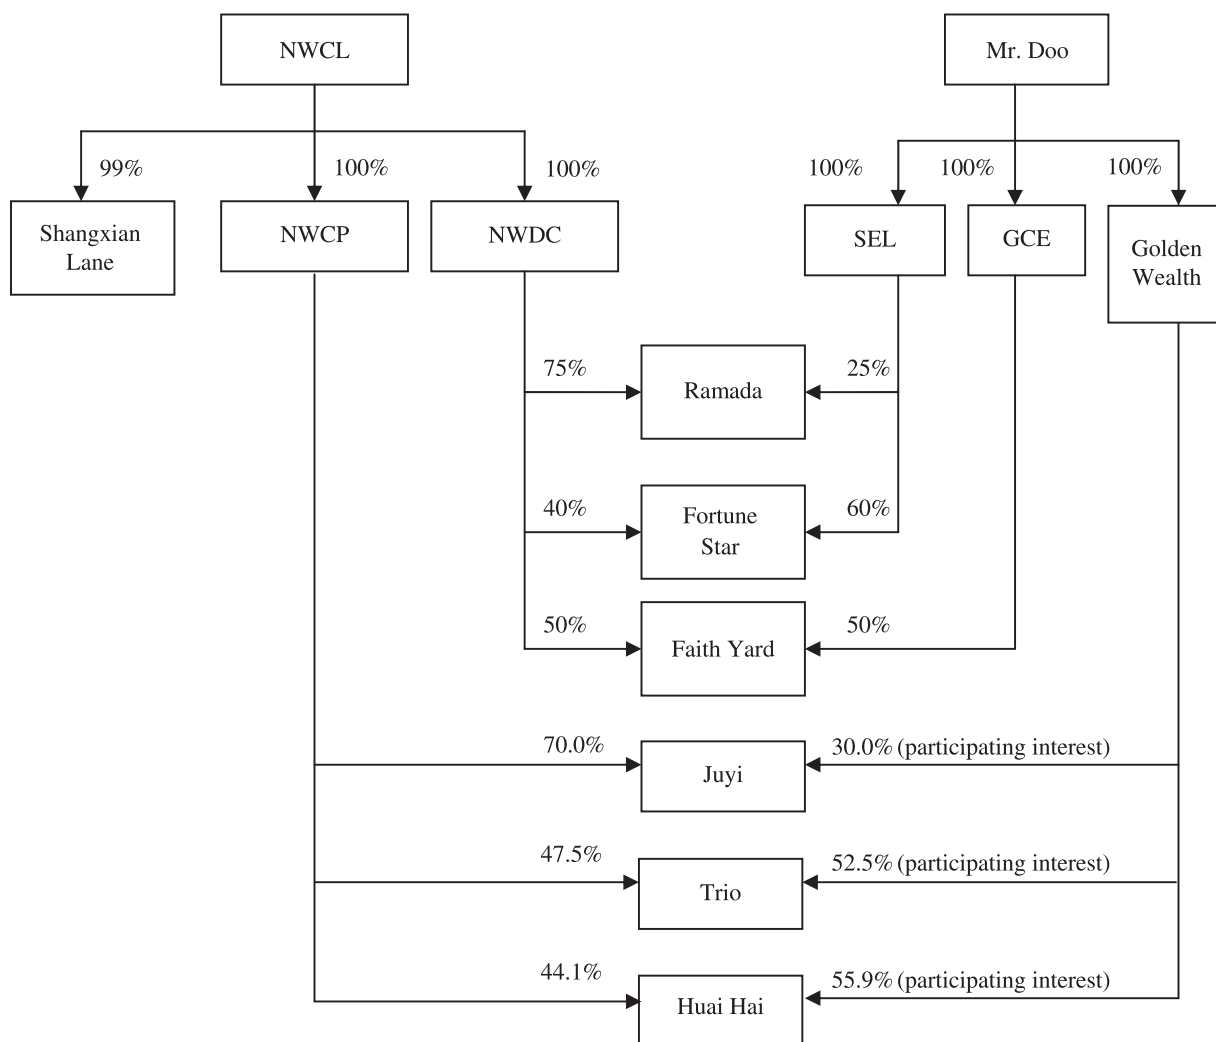 NWCL
Mr. Doo
99%
100%
100%
100%
100%
100%
Shangxian
Lane
NWCP
NWDC
SEL
GCE
Golden
Wealth
75%
Ramada
25%
40%
Fortune
Star
60%
50%
Faith Yard
50%
70.0%
Juyi
30.0% (participating interest)
47.5%
Trio
52.5% (participating interest)
44.1%
Huai Hai
55.9% (participating interest)